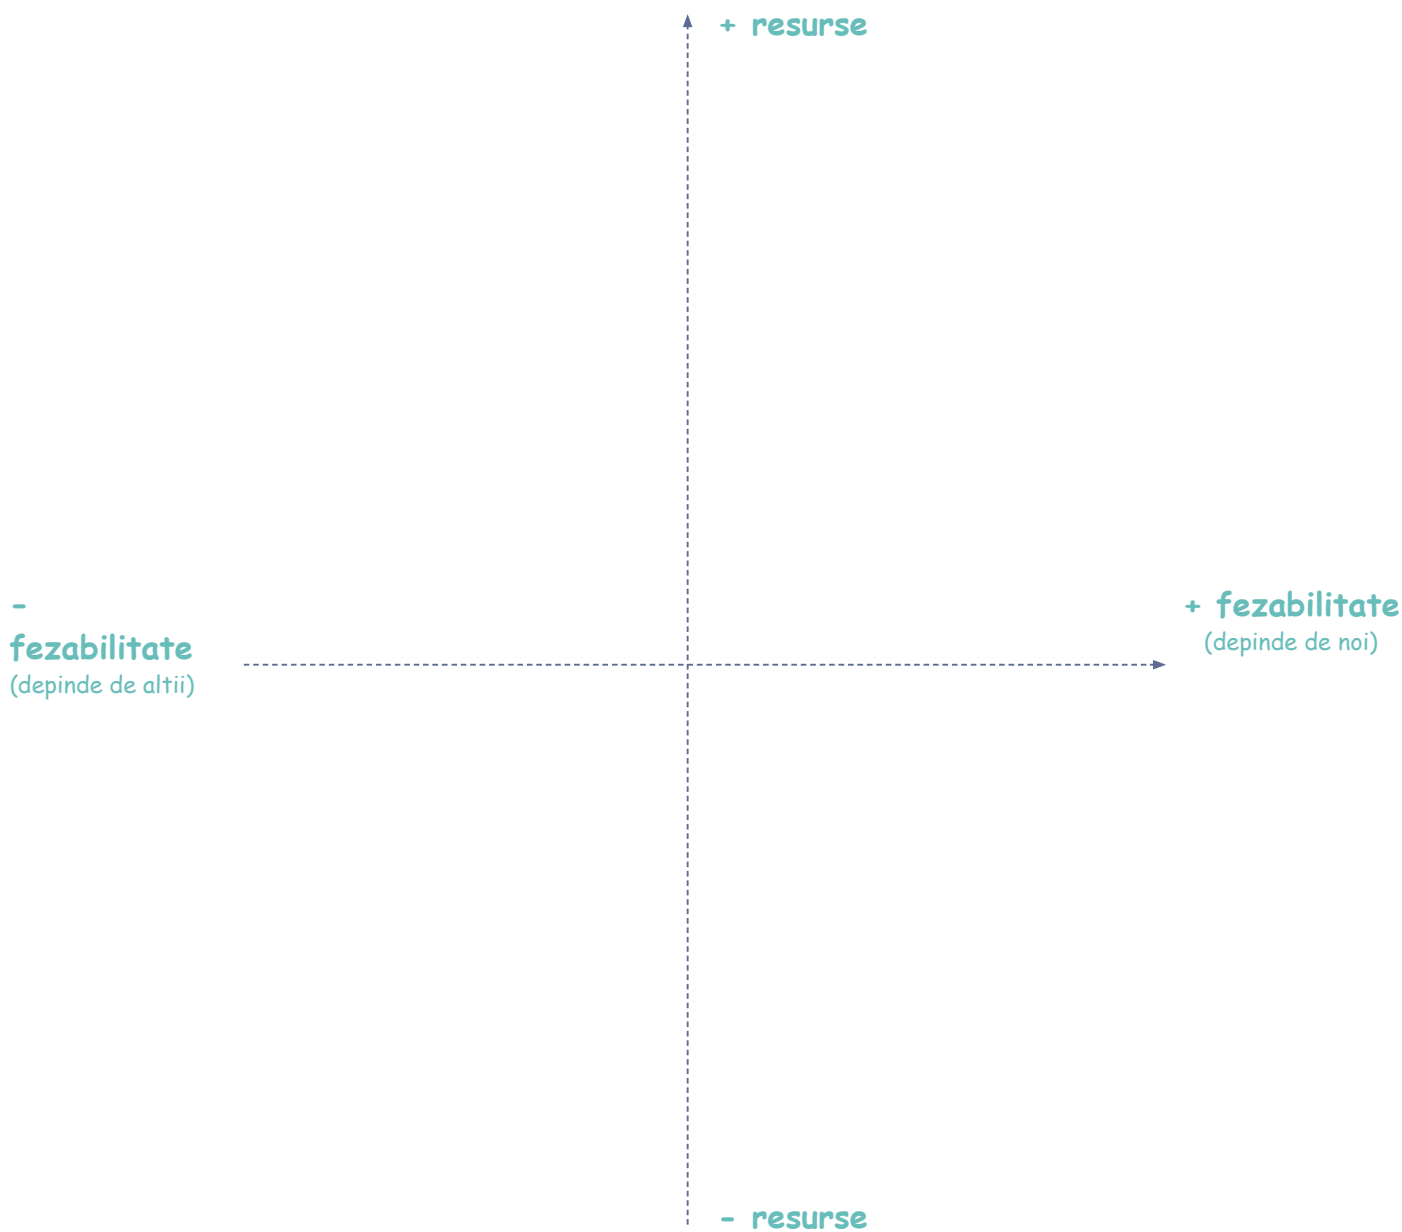 + resurse
-
fezabilitate
(depinde de altii)
+ fezabilitate
(depinde de noi)
- resurse